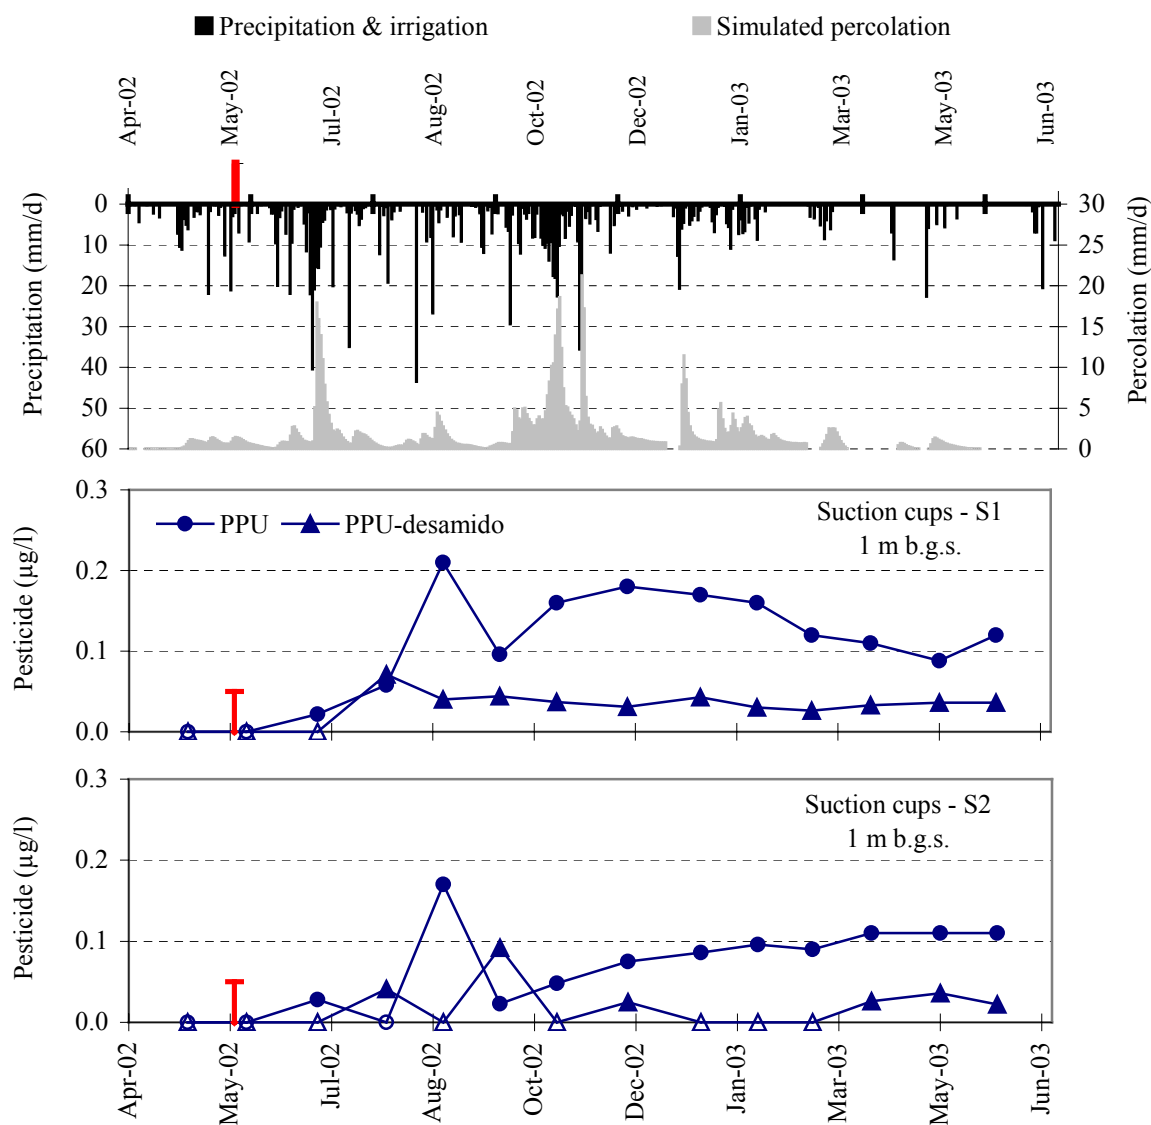 Precipitation & irrigation Simulated percolation
Apr-02 May-02 Jul-02 Aug-02 Oct-02 Dec-02 Jan-03 Mar-03 May-03 Jun-03
Precipitation (mm/d)
0
10
20
30
40
50
60
30
25
20
15
10
5
0
Percolation (mm/d)
Pesticide (µg/l)
0.3
0.2
0.1
0.0
PPU PPU-desamido
Suction cups - S1
1 m b.g.s.
Pesticide (µg/l)
0.3
0.2
0.1
0.0
Suction cups - S2
1 m b.g.s.
Apr-02 May-02 Jul-02 Aug-02 Oct-02 Dec-02 Jan-03 Mar-03 May-03 Jun-03